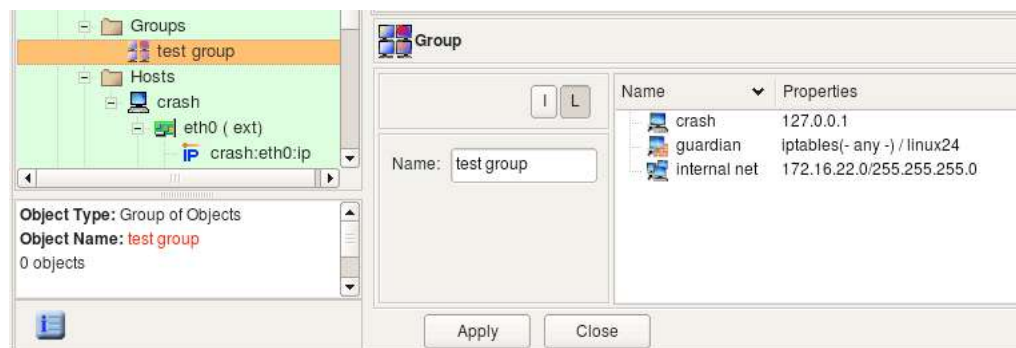 Groups
test group
Hosts
crash
eth0 ( ext)
IP crash:eth0:ip
Object Type: Group of Objects
Object Name: test group
0 objects
i
Group
I L
Name: test group
Name Properties
crash 127.0.0.1
guardian iptables(- any -) / linux24
internal net 172.16.22.0/255.255.255.0
Apply Close